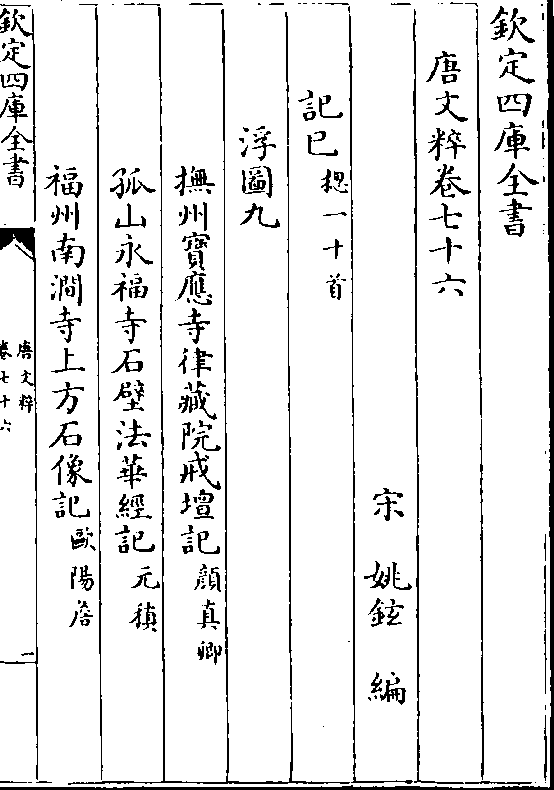 欽定四庫全書
唐文粹卷七十六
宋 姚鉉 編
記巳 揔一十首
浮圖九
撫州寶應寺律藏院戒壇記 顔真卿
孤山永福寺石壁法華經記 元稹
福州南澗寺上方石像記 歐陽詹
欽定四庫全書
唐文粹
卷七十六
一